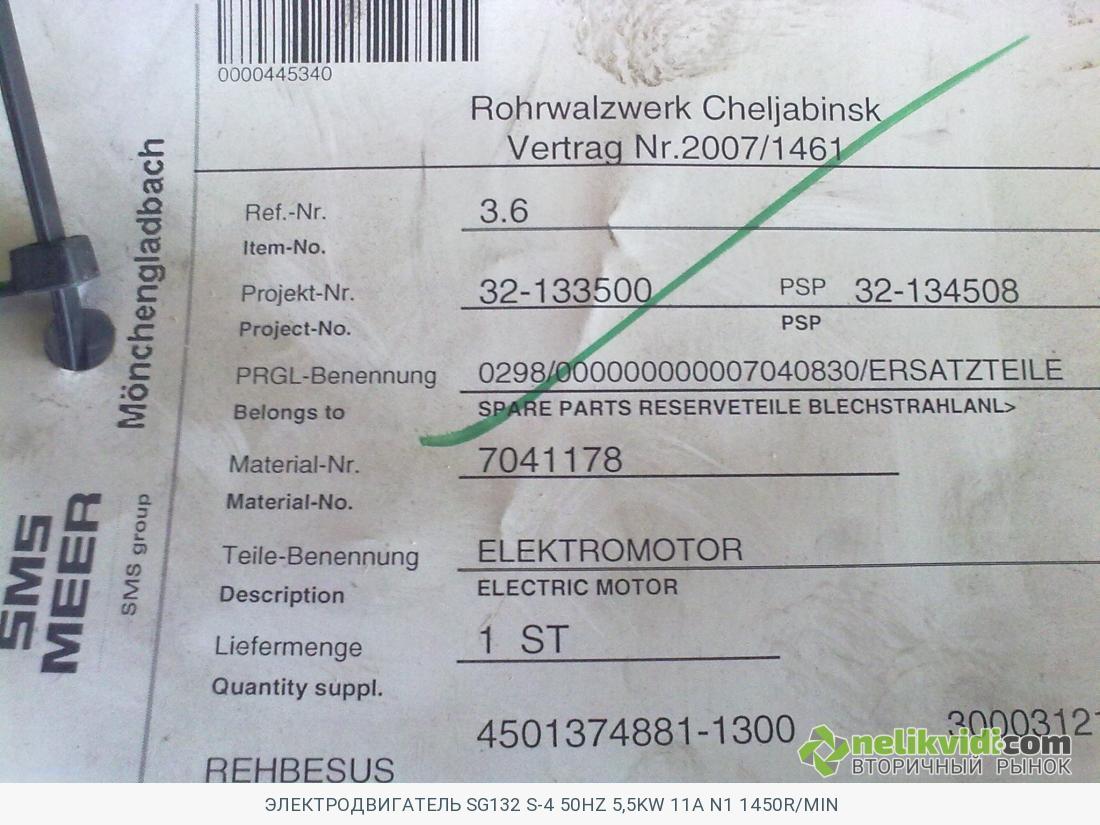 0000445340
Rohrwalzwerk Cheljabinsk
Vertrag Nr.2007/1461
Ref.-Nr. 3.6
Item-No.
Projekt-Nr. 32-133500 PSP 32-134508
Project-No. PSP
PRGL-Benennung 0298/000000000007040830/ERSATZTEILE
Belongs to SPARE PARTS RESERVETEILE BLECHSTRAHLANL>
Material-Nr. 7041178
Material-No.
Teile-Benennung ELEKTROMOTOR
Description ELECTRIC MOTOR
Liefermenge 1 ST
Quantity suppl.
4501374881-1300 3000312
REHBESUS
SMS
MEER
SMS group
Mönchengladbach
nelikvidi.com
ВТОРИЧНЫЙ РЫНОК
ЭЛЕКТРОДВИГАТЕЛЬ SG132 S-4 50HZ 5,5KW 11A N1 1450R/MIN